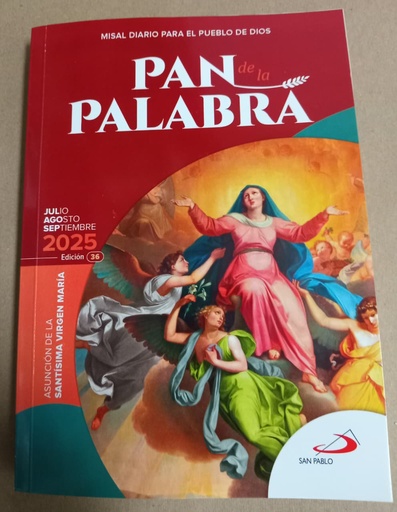 MISAL DIARIO PARA EL PUEBLO DE DIOS
PAN de la
PALABRA
JULIO
AGOSTO
SEPTIEMBRE
2025
Edición 36
ASUNCIÓN DE LA
SANTÍSIMA VIRGEN MARÍA
SAN PABLO